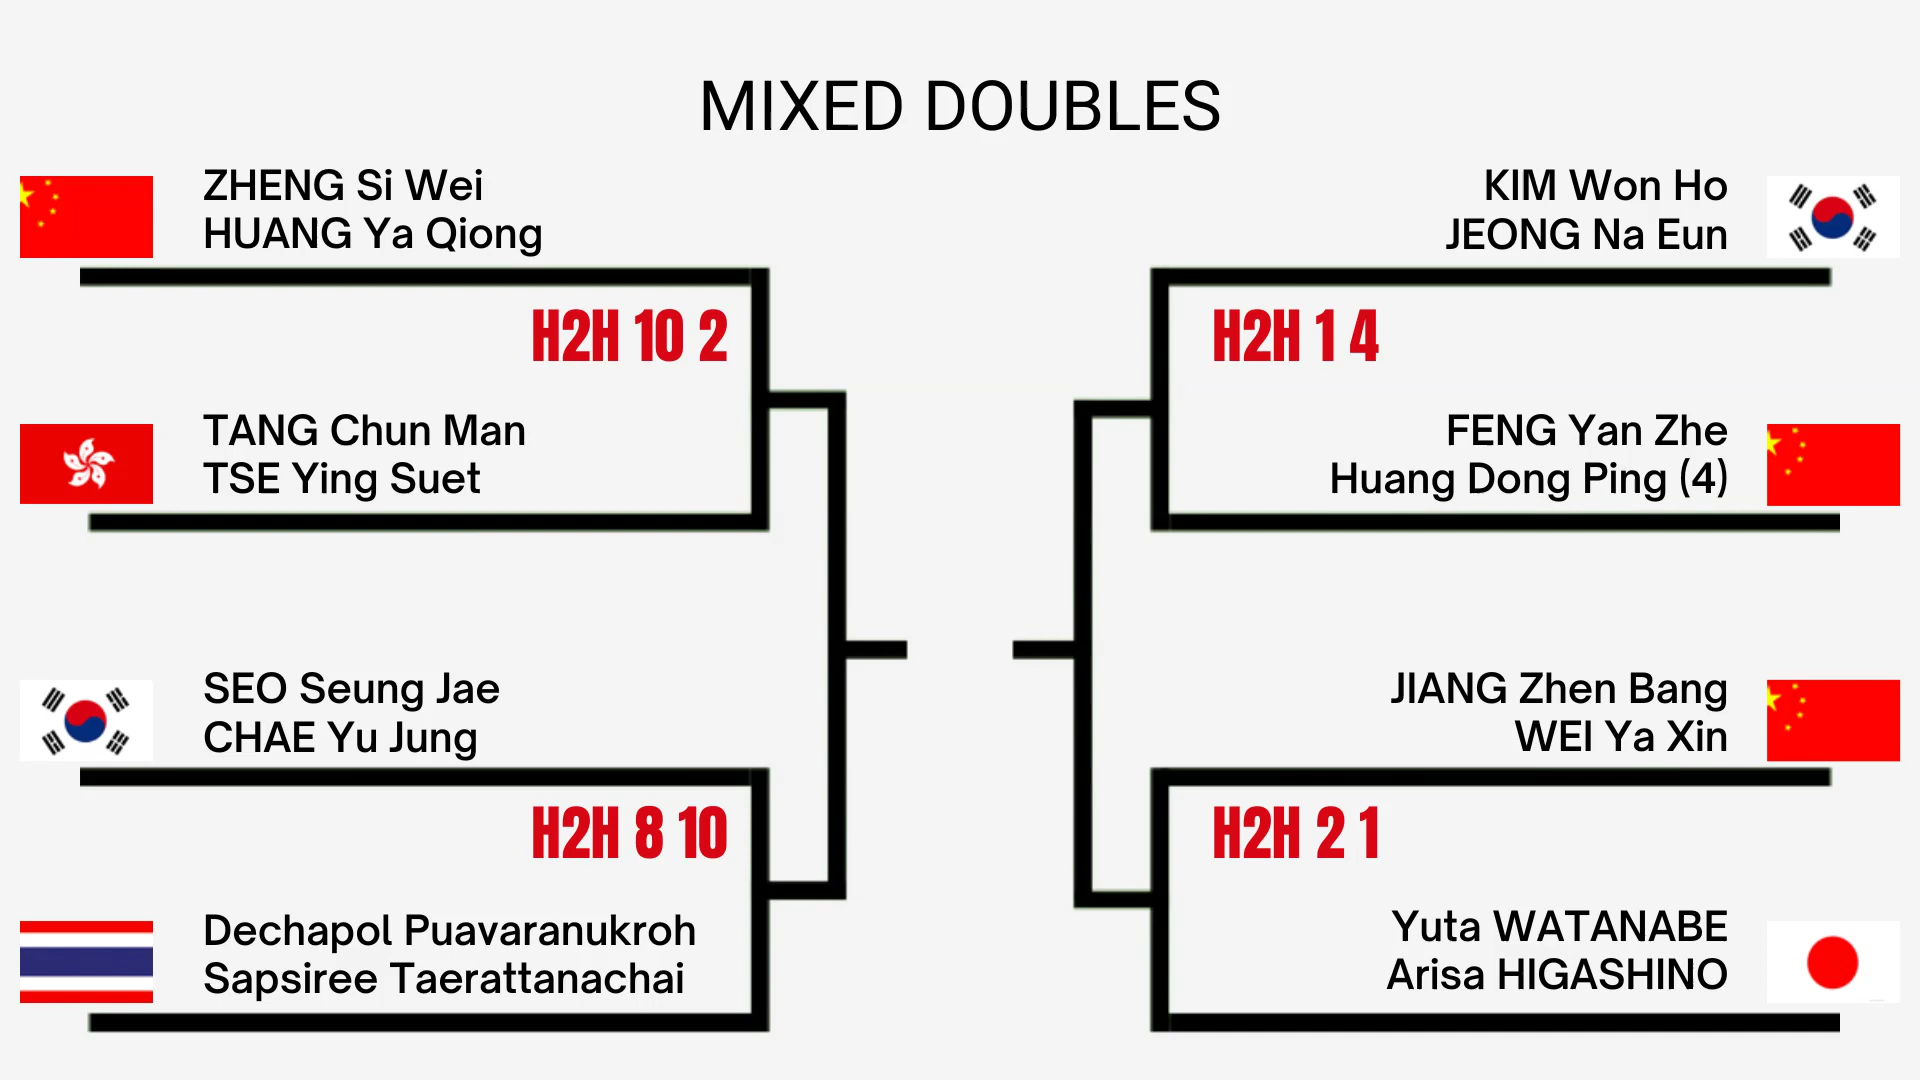 MIXED DOUBLES
ZHENG Si Wei
HUANG Ya Qiong
H2H 10 2
TANG Chun Man
TSE Ying Suet
SEO Seung Jae
CHAE Yu Jung
H2H 8 10
Dechapol Puavaranukroh
Sapsiree Taerattanachai
KIM Won Ho
JEONG Na Eun
H2H 1 4
FENG Yan Zhe
Huang Dong Ping (4)
JIANG Zhen Bang
WEI Ya Xin
H2H 2 1
Yuta WATANABE
Arisa HIGASHINO